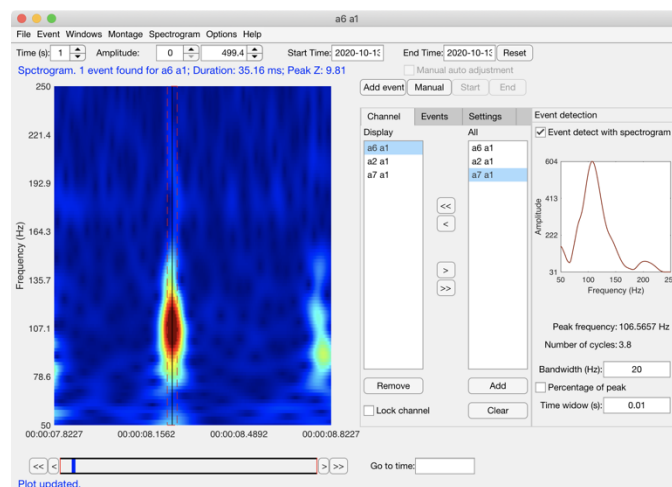 a6 a1
File Event Windows Montage Spectrogram Options Help
Time (s): 1 Amplitude: 0 499.4 Start Time: 2020-10-13 End Time: 2020-10-13 Reset
Spctrogram. 1 event found for a6 a1; Duration: 35.16 ms; Peak Z: 9.81
Manual auto adjustment
Add event Manual Start End
Channel Events Settings
Event detection
Display All
Event detect with spectrogram
a6 a1 a6 a1
a2 a1 a2 a1
a7 a1 a7 a1
<<
<
>
>>
Remove Add
Lock channel Clear
250
221.4
192.9
164.3
135.7
107.1
78.6
50
Frequency (Hz)
00:00:07.8227 00:00:08.1562 00:00:08.4892 00:00:08.8227
604
413
222
31
Amplitude
50 100 150 200 250
Frequency (Hz)
Peak frequency: 106.5657 Hz
Number of cycles: 3.8
Bandwidth (Hz): 20
Percentage of peak
Time widow (s): 0.01
<< < > >> Go to time:
Plot updated.